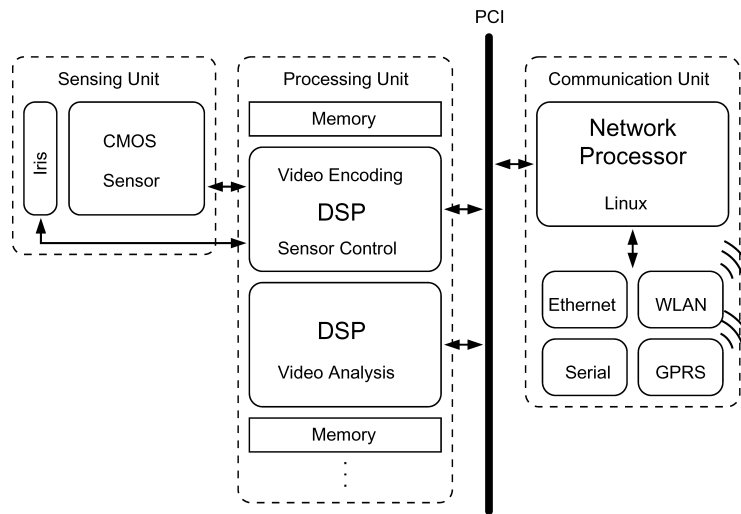 PCI
Sensing Unit
Iris
CMOS
Sensor
Processing Unit
Memory
Video Encoding
DSP
Sensor Control
DSP
Video Analysis
Memory
Communication Unit
Network
Processor
Linux
Ethernet
WLAN
Serial
GPRS